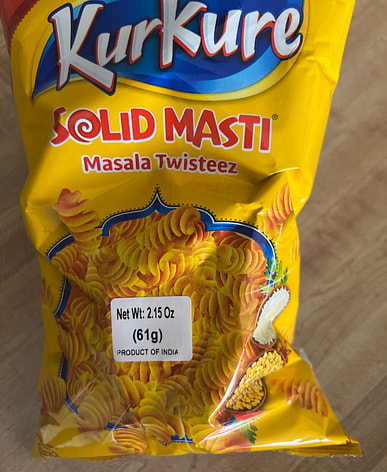 KurKure
SOLID MASTI®
Masala Twisteez
Net Wt: 2.15 Oz
(61g)
PRODUCT OF INDIA